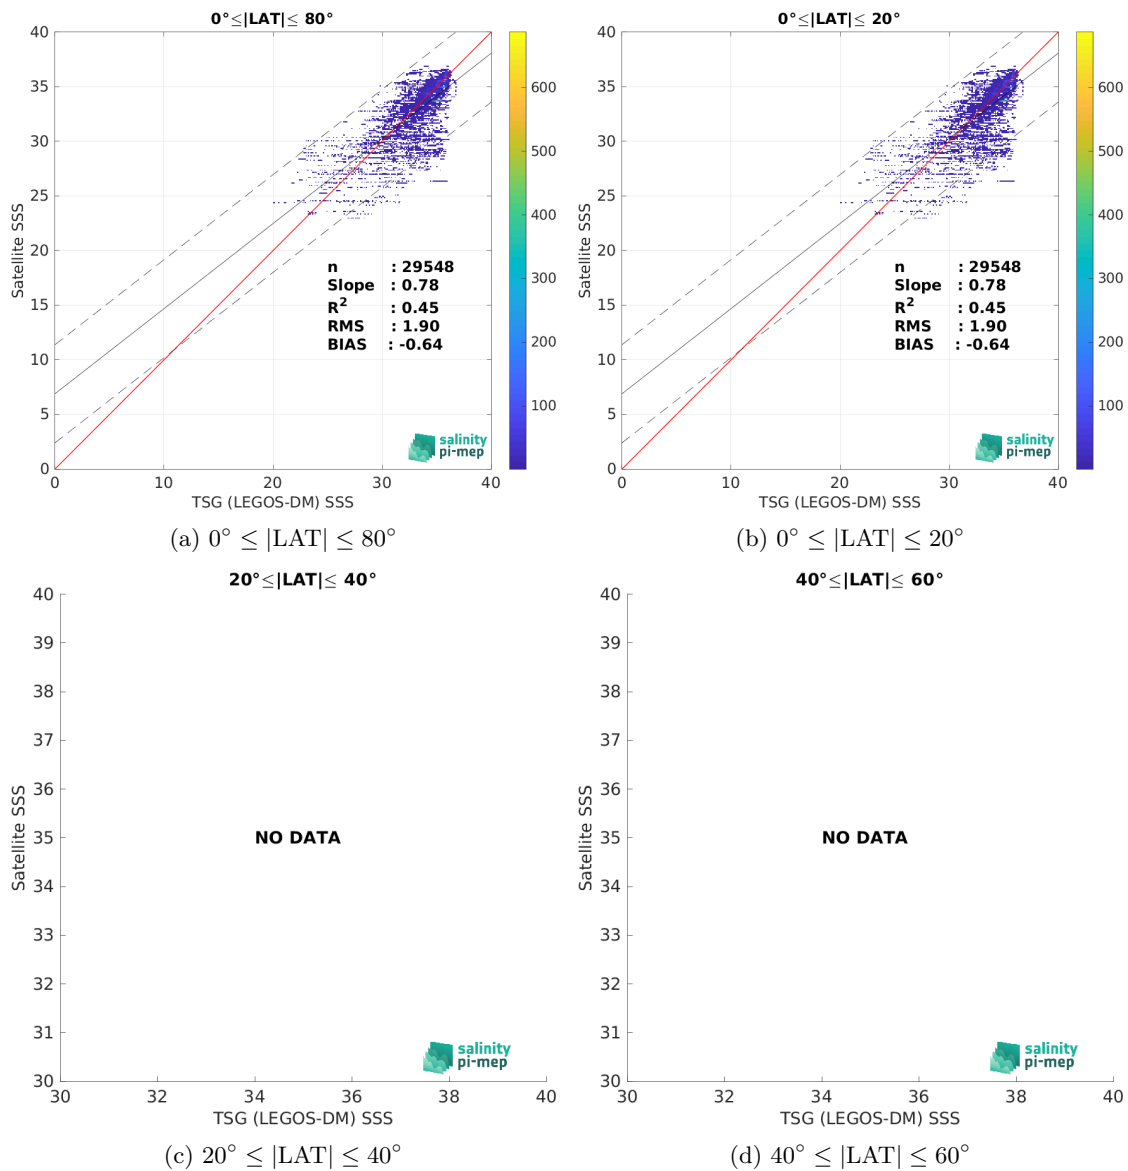 0°≤|LAT|≤ 80°
40
35
30
25
20
15
10
5
0
Satellite SSS
n : 29548
Slope : 0.78
R² : 0.45
RMS : 1.90
BIAS : -0.64
salinity
pi-mep
0 10 20 30 40
TSG (LEGOS-DM) SSS
600
500
400
300
200
100
(a) 0° ≤ |LAT| ≤ 80°
0°≤|LAT|≤ 20°
40
35
30
25
20
15
10
5
0
Satellite SSS
n : 29548
Slope : 0.78
R² : 0.45
RMS : 1.90
BIAS : -0.64
salinity
pi-mep
0 10 20 30 40
TSG (LEGOS-DM) SSS
600
500
400
300
200
100
(b) 0° ≤ |LAT| ≤ 20°
20°≤|LAT|≤ 40°
40
39
38
37
36
35
34
33
32
31
30
Satellite SSS
NO DATA
salinity
pi-mep
30 32 34 36 38 40
TSG (LEGOS-DM) SSS
(c) 20° ≤ |LAT| ≤ 40°
40°≤|LAT|≤ 60°
40
39
38
37
36
35
34
33
32
31
30
Satellite SSS
NO DATA
salinity
pi-mep
30 32 34 36 38 40
TSG (LEGOS-DM) SSS
(d) 40° ≤ |LAT| ≤ 60°